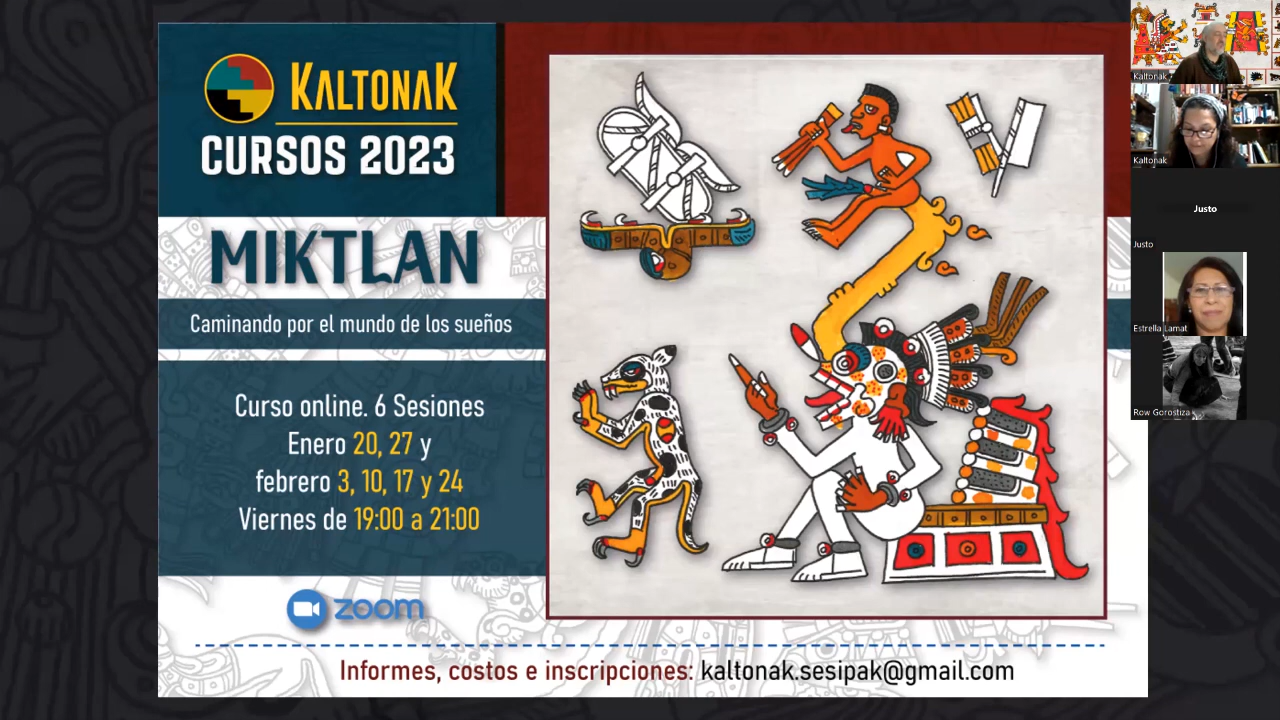 KALTONAK
CURSOS 2023
MIKTLAN
Caminando por el mundo de los sueños
Curso online. 6 Sesiones
Enero 20, 27 y
febrero 3, 10, 17 y 24
Viernes de 19:00 a 21:00
zoom
Informes, costos e inscripciones: kaltonak.sesipak@gmail.com
Kaltonak
Kaltonak
Justo
Justo
Estrella Lamat
Row Gorostiza